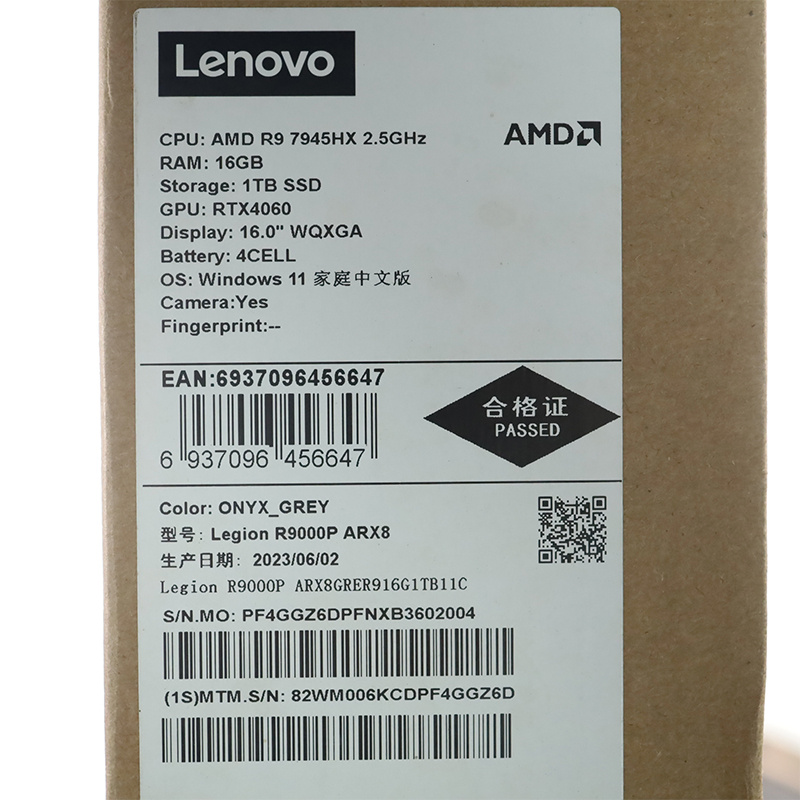 Lenovo
CPU: AMD R9 7945HX 2.5GHz
AMD
RAM: 16GB
Storage: 1TB SSD
GPU: RTX4060
Display: 16.0" WQXGA
Battery: 4CELL
OS: Windows 11 家庭中文版
Camera:Yes
Fingerprint:--
EAN:6937096456647
合格证
PASSED
6 937096 456647
Color: ONYX_GREY
型号: Legion R9000P ARX8
生产日期: 2023/06/02
Legion R9000P ARX8GRER916G1TB11C
S/N.MO: PF4GGZ6DPFNXB3602004
(1S)MTM.S/N: 82WM006KCDPF4GGZ6D